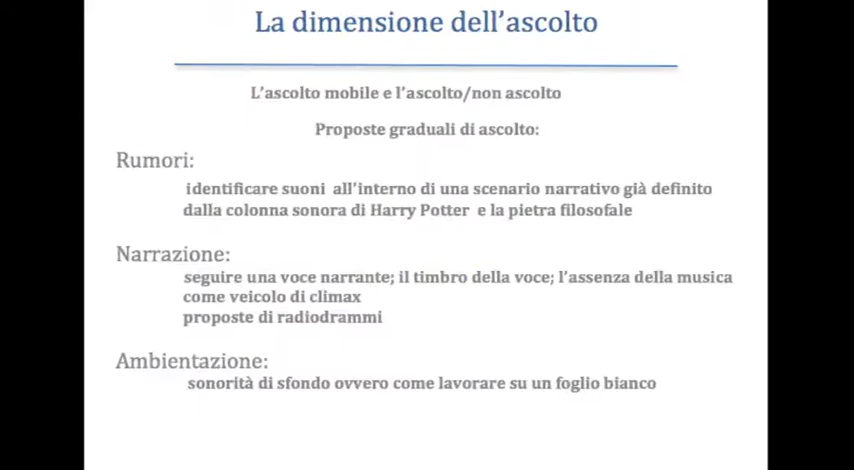 La dimensione dell'ascolto
L'ascolto mobile e l'ascolto/non ascolto
Proposte graduali di ascolto:
Rumori:
identificare suoni all'interno di una scenario narrativo già definito
dalla colonna sonora di Harry Potter e la pietra filosofale
Narrazione:
seguire una voce narrante; il timbro della voce; l'assenza della musica
come veicolo di climax
proposte di radiodrammi
Ambientazione:
sonorità di sfondo ovvero come lavorare su un foglio bianco